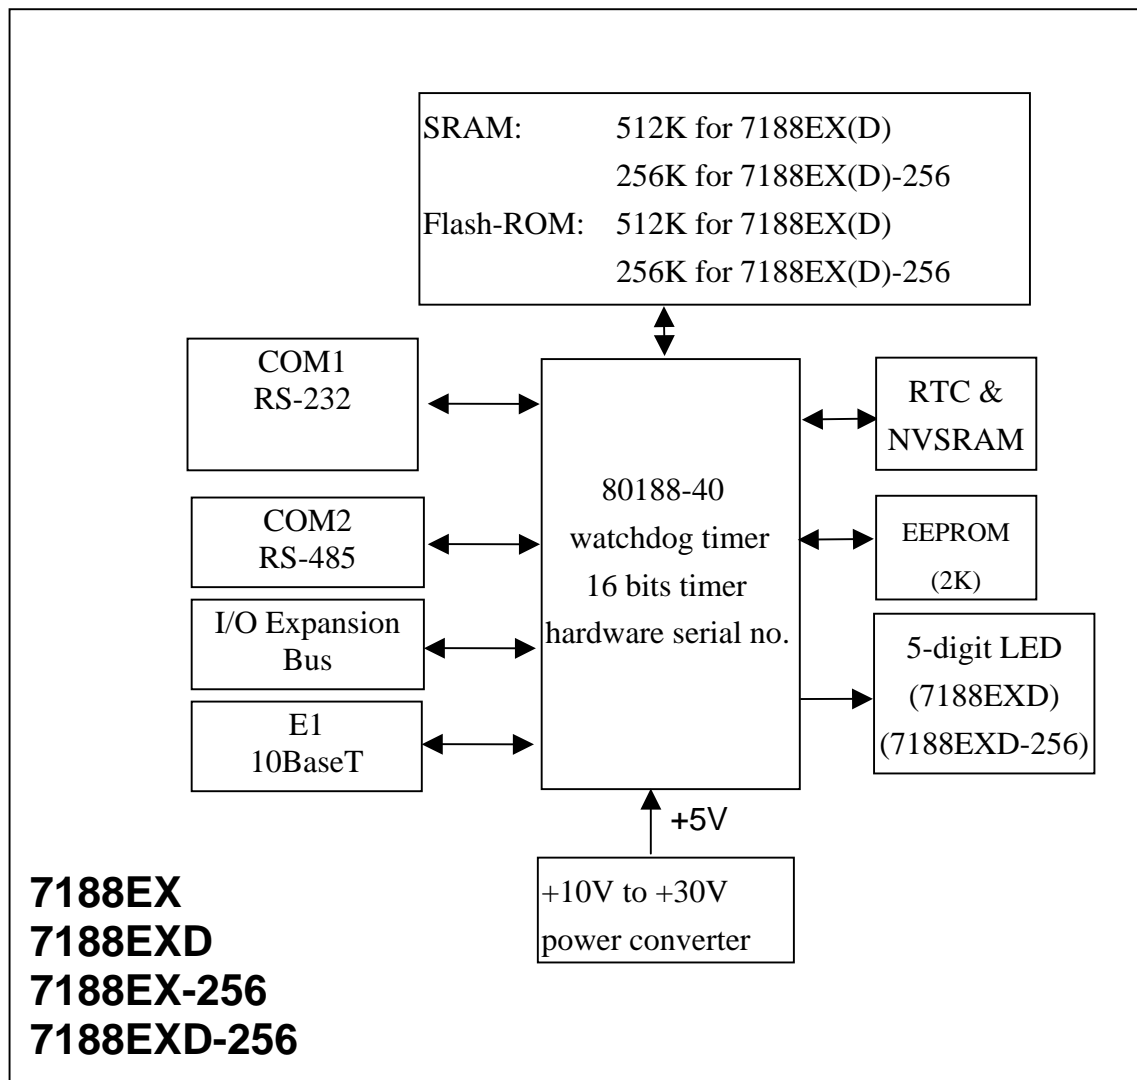 SRAM: 512K for 7188EX(D)
256K for 7188EX(D)-256
Flash-ROM: 512K for 7188EX(D)
256K for 7188EX(D)-256
COM1
RS-232
COM2
RS-485
I/O Expansion
Bus
E1
10BaseT
80188-40
watchdog timer
16 bits timer
hardware serial no.
RTC &
NVSRAM
EEPROM
(2K)
5-digit LED
(7188EXD)
(7188EXD-256)
+5V
+10V to +30V
power converter
7188EX
7188EXD
7188EX-256
7188EXD-256